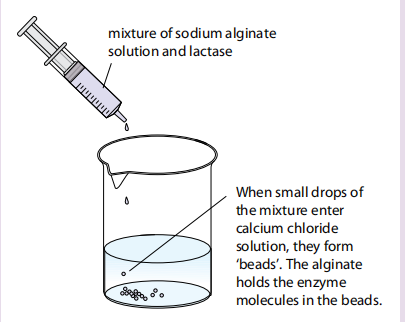 mixture of sodium alginate
solution and lactase
When small drops of
the mixture enter
calcium chloride
solution, they form
‘beads’. The alginate
holds the enzyme
molecules in the beads.